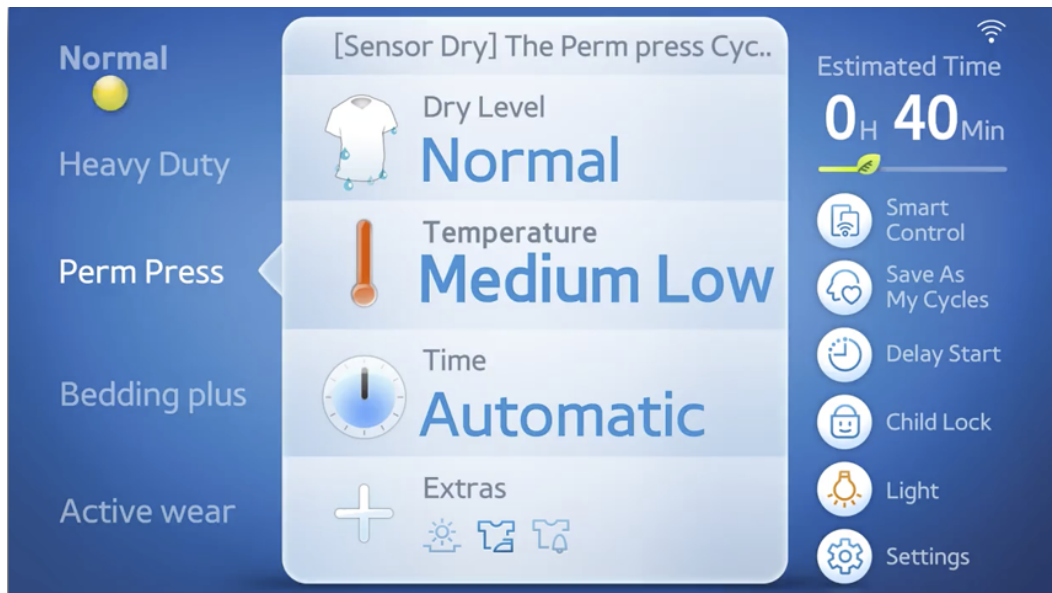 Normal
Heavy Duty
Perm Press
Bedding plus
Active wear
[Sensor Dry] The Perm press Cyc..
Dry Level
Normal
Temperature
Medium Low
Time
Automatic
Extras
Estimated Time
0H 40Min
Smart
Control
Save As
My Cycles
Delay Start
Child Lock
Light
Settings